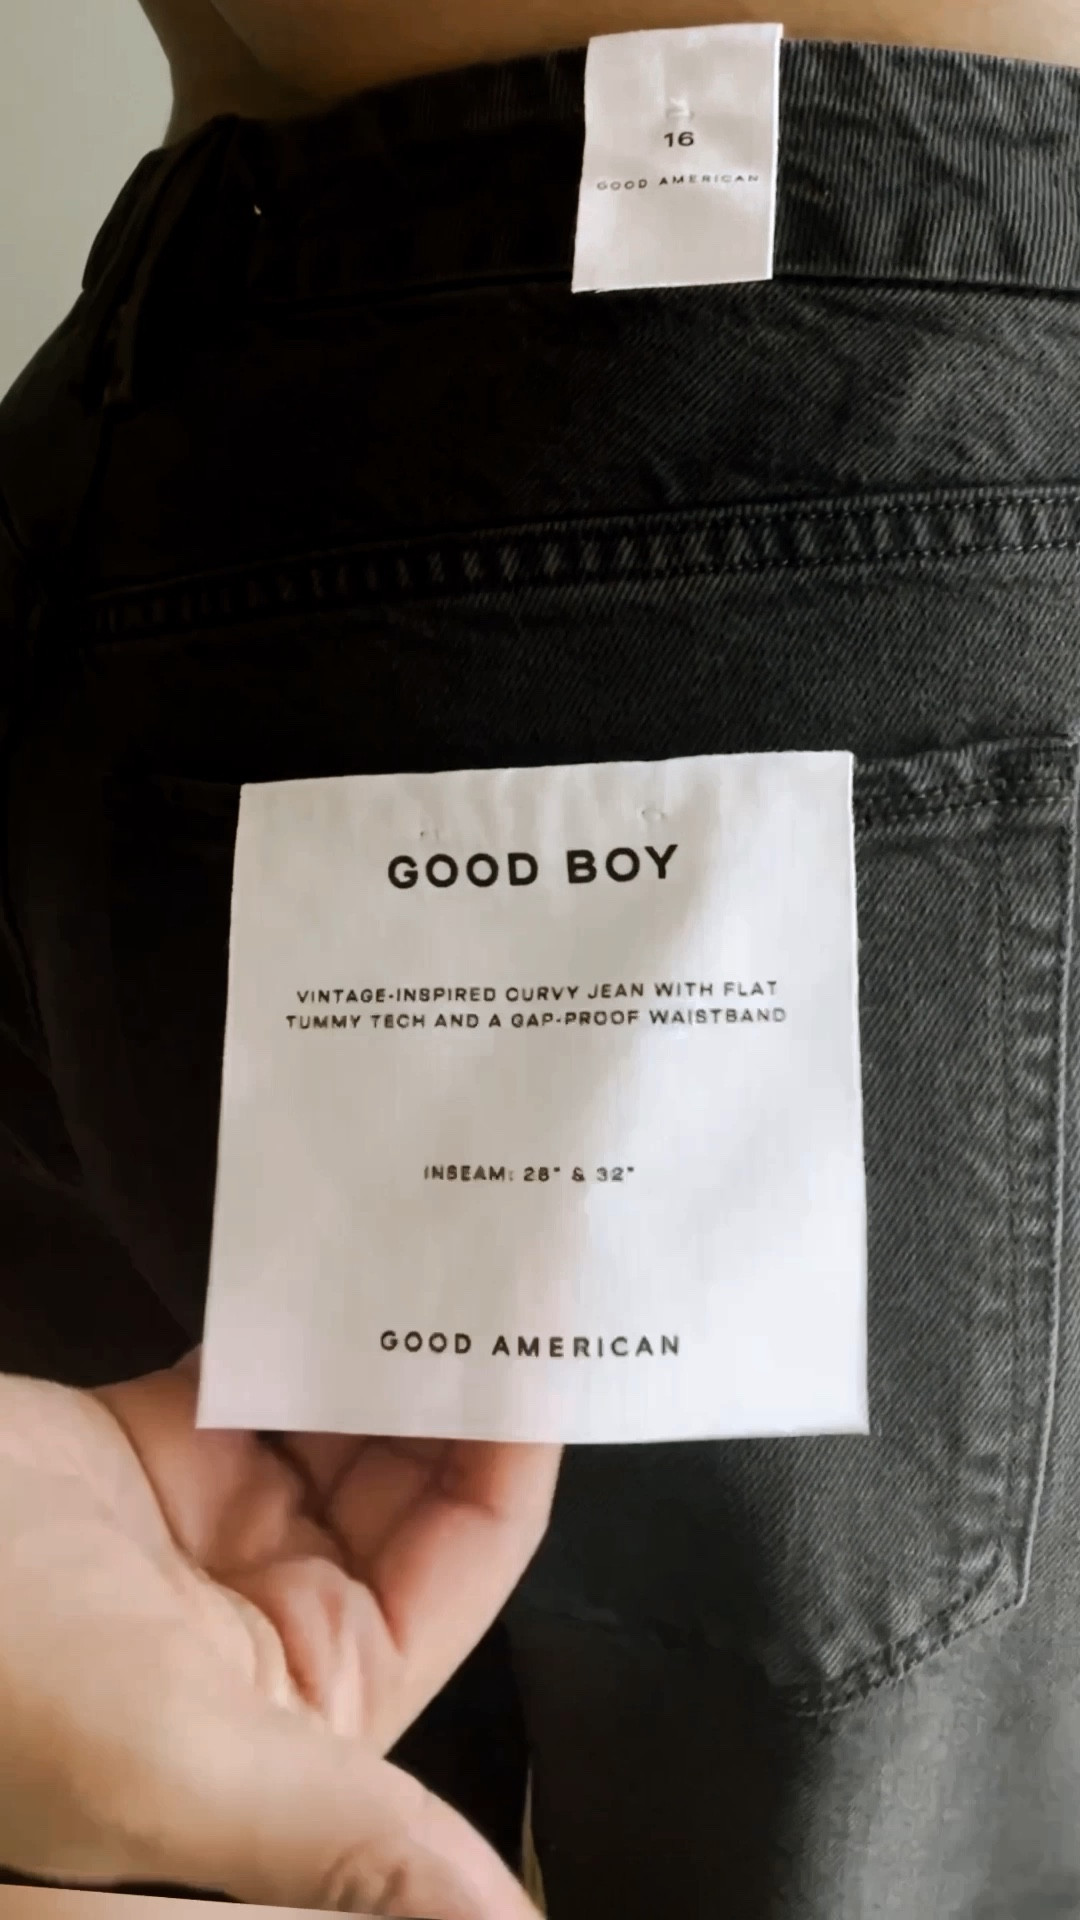 16
GOOD AMERICAN
GOOD BOY
VINTAGE-INSPIRED CURVY JEAN WITH FLAT
TUMMY TECH AND A GAP-PROOF WAISTBAND
INSEAM: 28" & 32"
GOOD AMERICAN